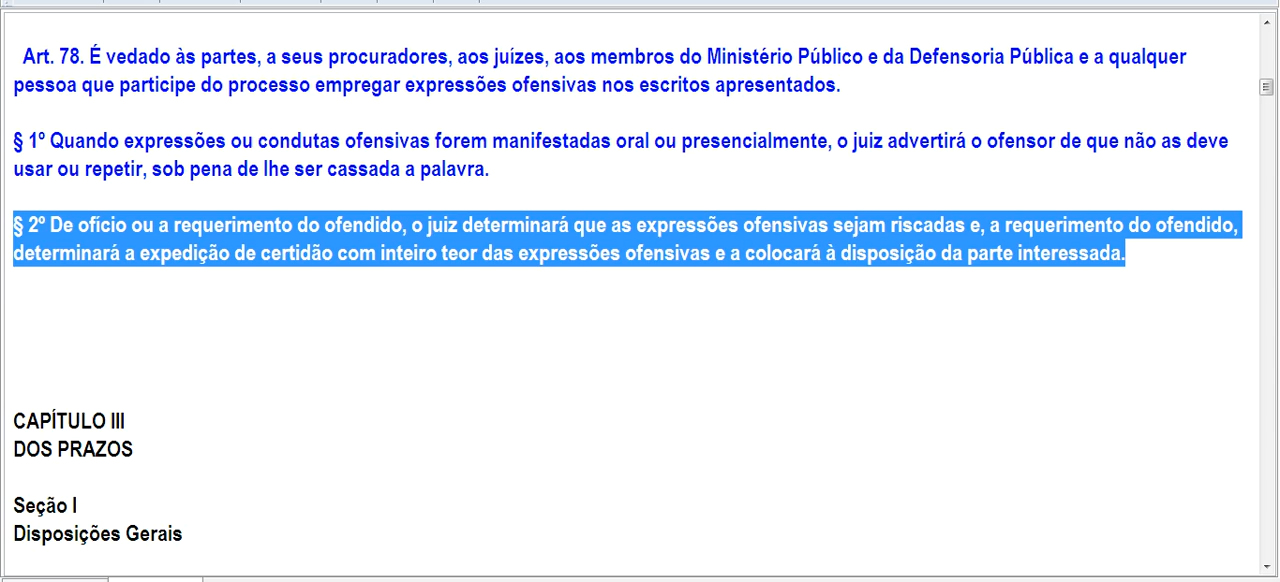 Art. 78. É vedado às partes, a seus procuradores, aos juízes, aos membros do Ministério Público e da Defensoria Pública e a qualquer
pessoa que participe do processo empregar expressões ofensivas nos escritos apresentados.
§ 1º Quando expressões ou condutas ofensivas forem manifestadas oral ou presencialmente, o juiz advertirá o ofensor de que não as deve
usar ou repetir, sob pena de lhe ser cassada a palavra.
§ 2º De ofício ou a requerimento do ofendido, o juiz determinará que as expressões ofensivas sejam riscadas e, a requerimento do ofendido,
determinará a expedição de certidão com inteiro teor das expressões ofensivas e a colocará à disposição da parte interessada.
CAPÍTULO III
DOS PRAZOS
Seção I
Disposições Gerais